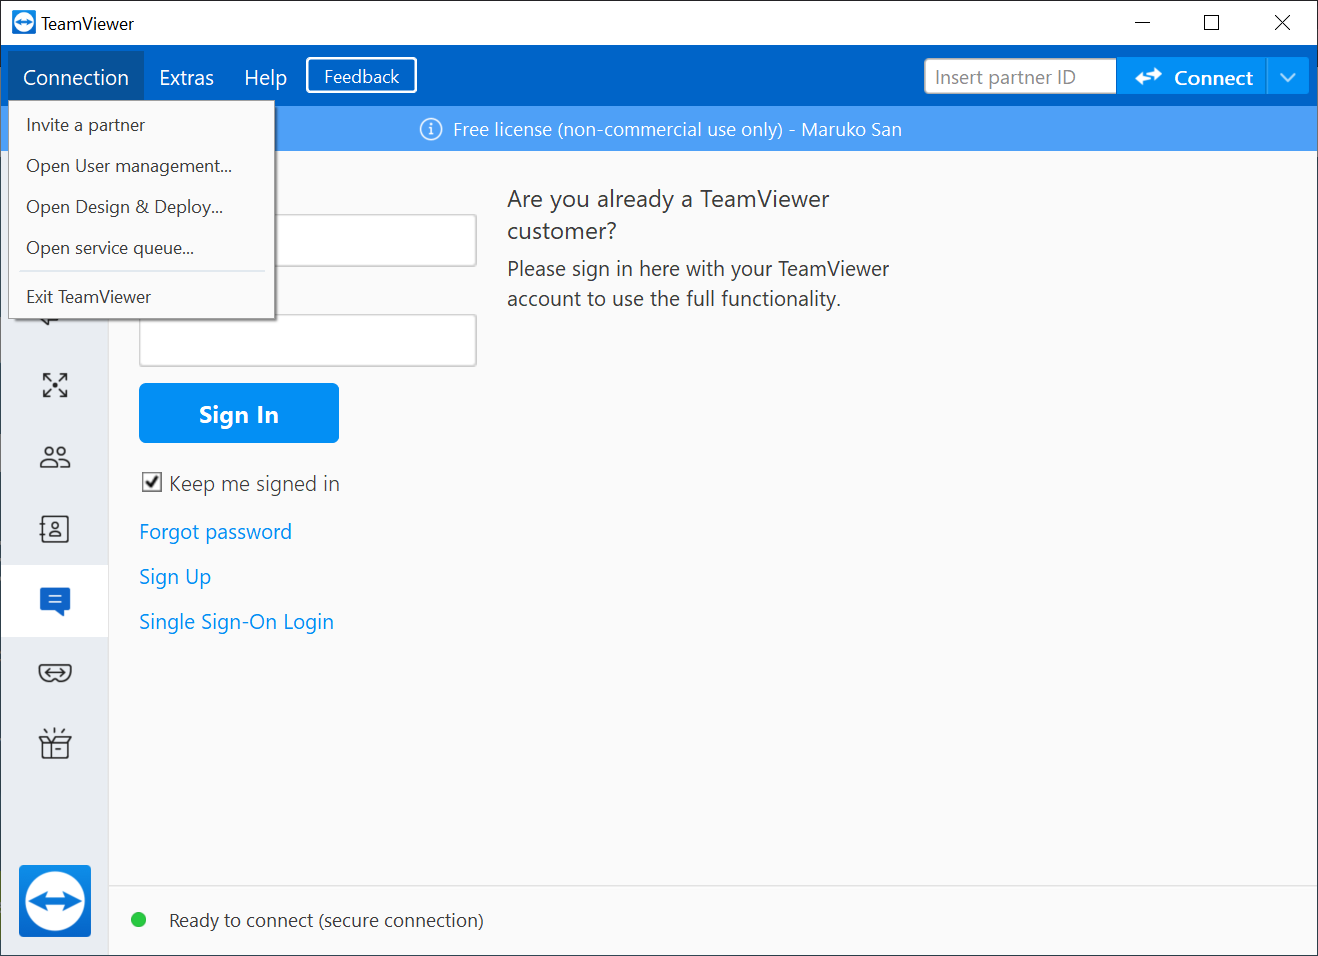 TeamViewer
Connection Extras Help Feedback Insert partner ID Connect
Free license (non-commercial use only) - Maruko San
Invite a partner
Open User management...
Open Design & Deploy...
Open service queue...
Exit TeamViewer
Are you already a TeamViewer
customer?
Please sign in here with your TeamViewer
account to use the full functionality.
Sign In
Keep me signed in
Forgot password
Sign Up
Single Sign-On Login
Ready to connect (secure connection)